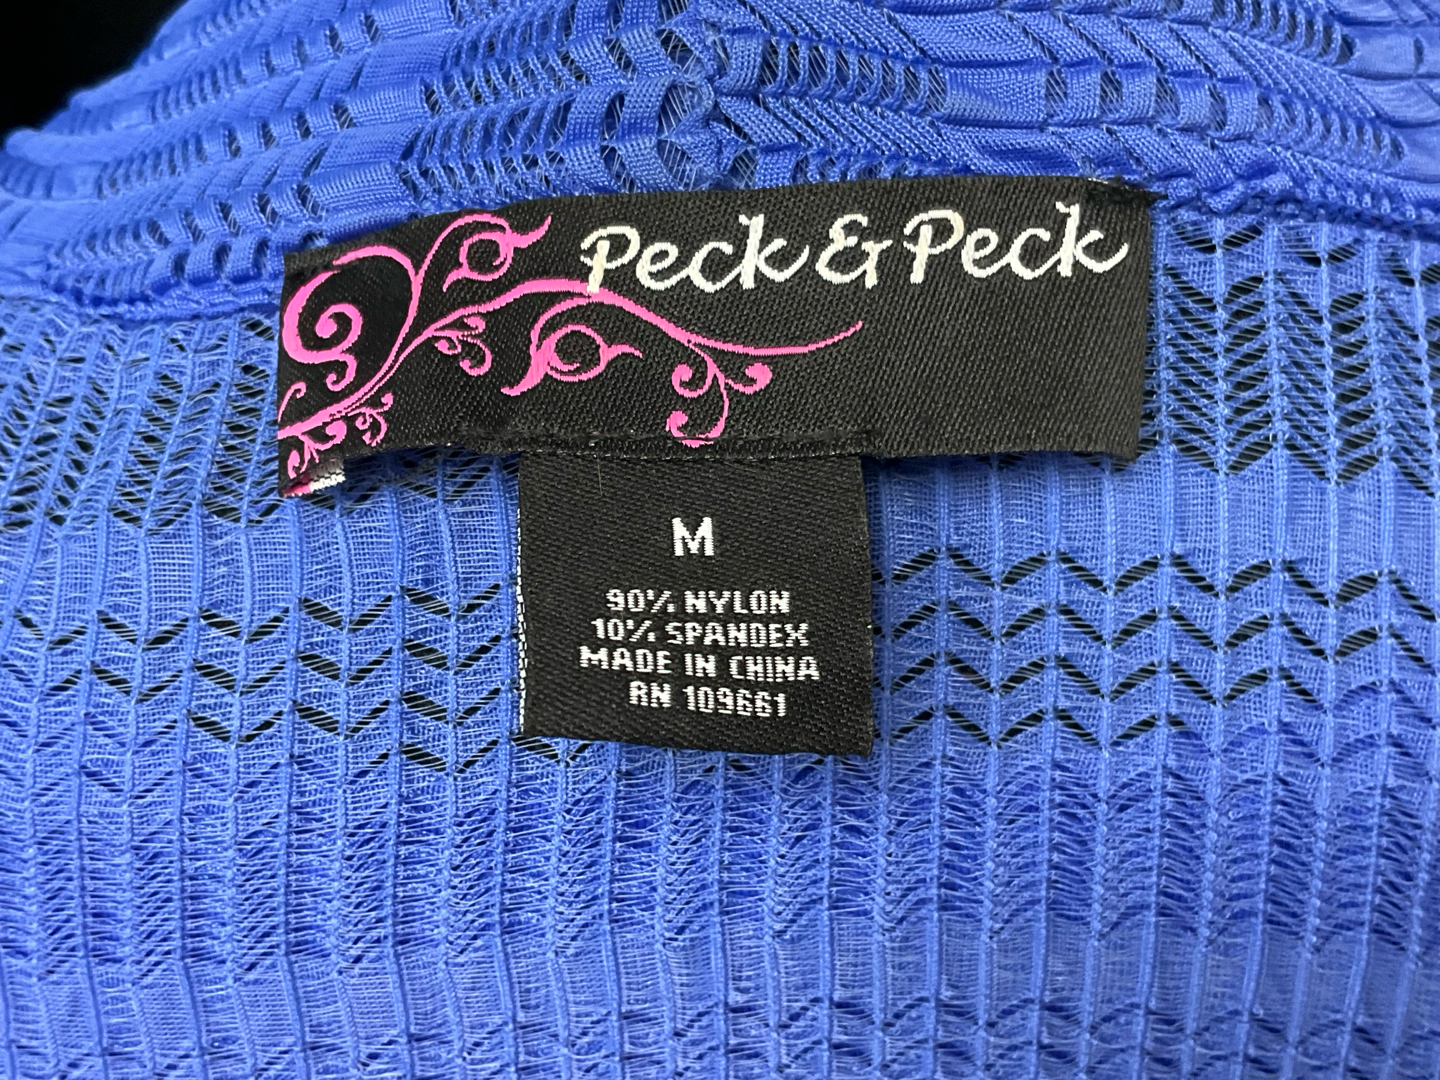 Peck & Peck
M
90% NYLON
10% SPANDEX
MADE IN CHINA
RN 109661